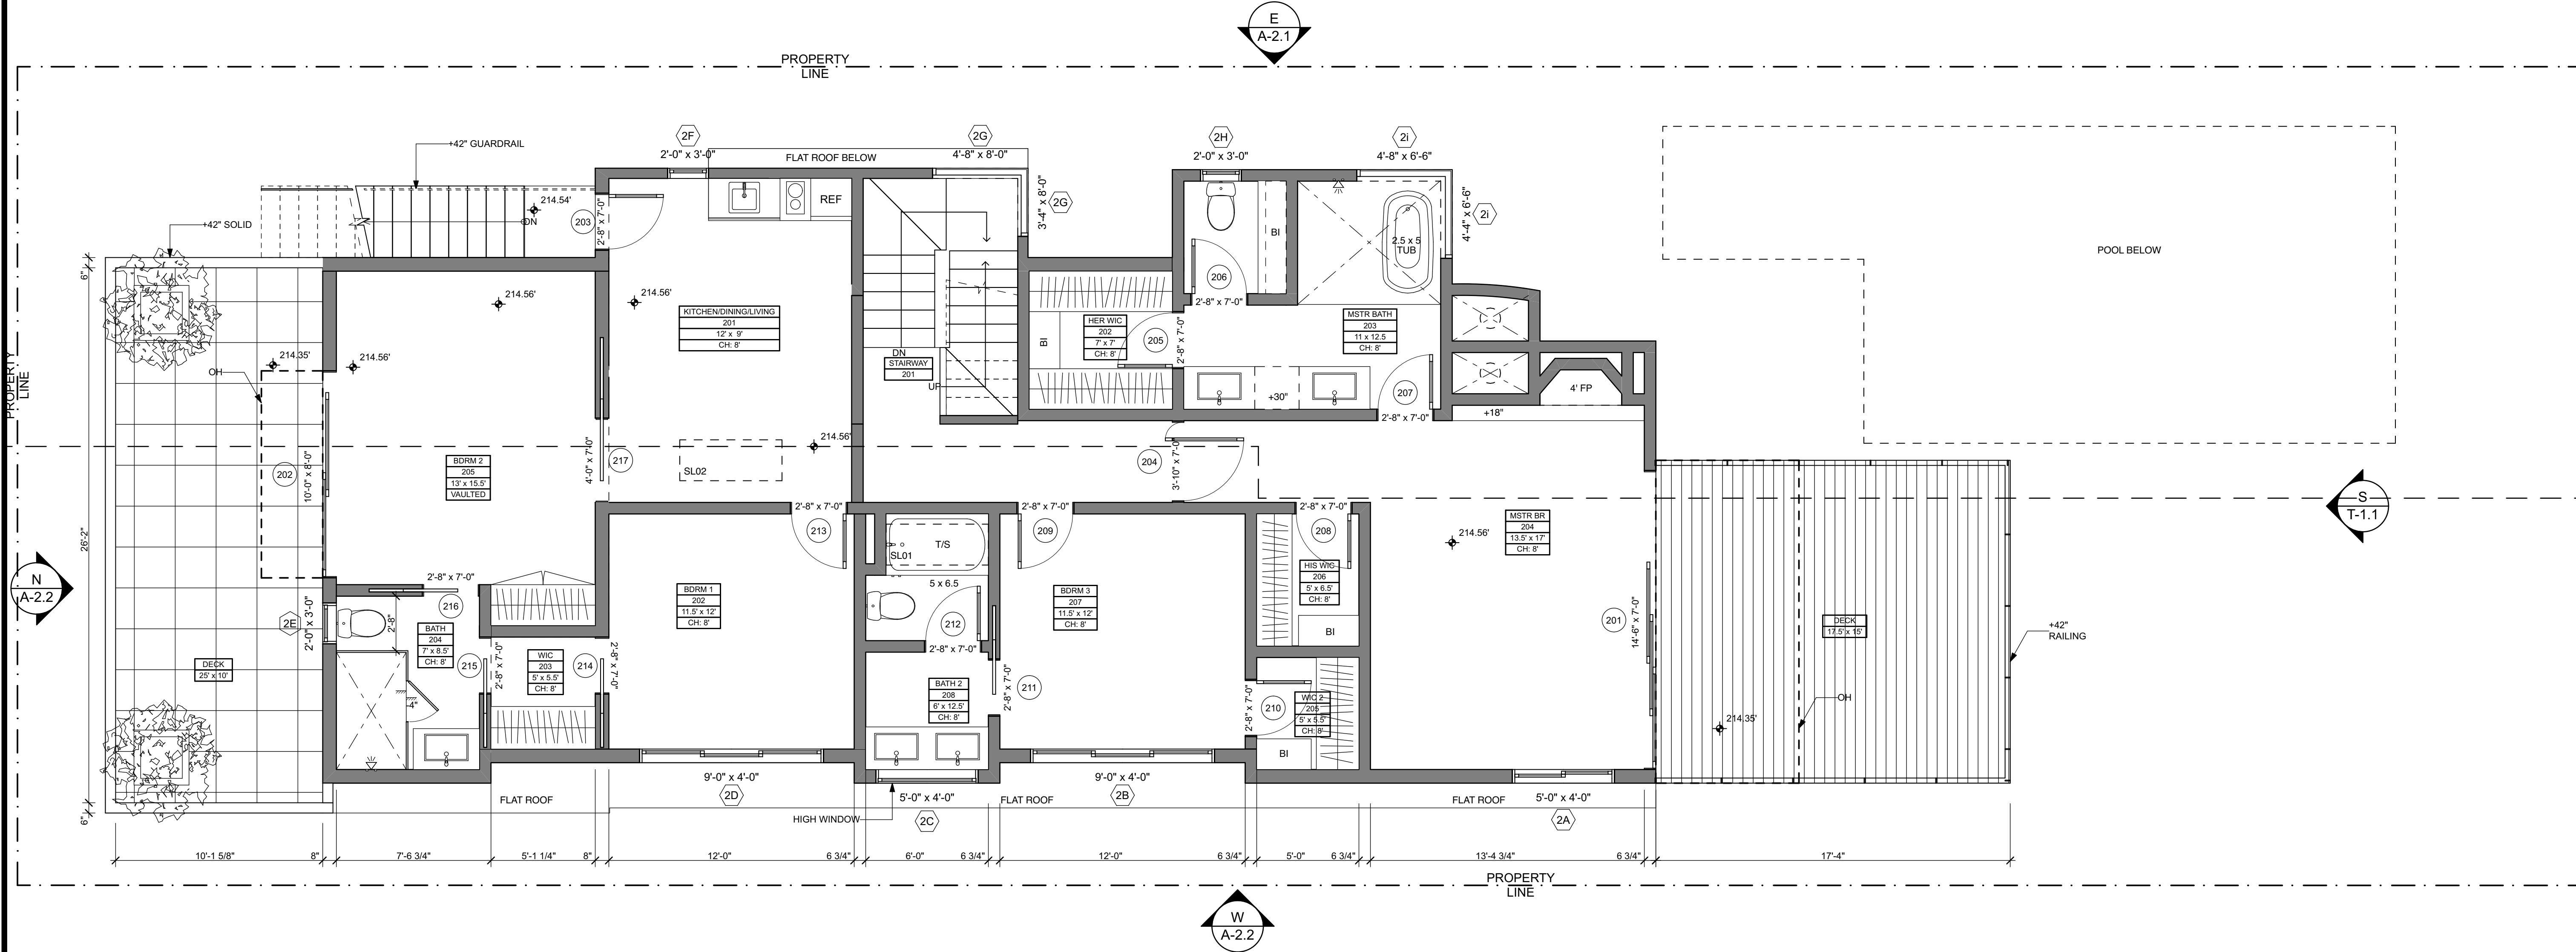 E
A-2.1
PROPERTY
LINE
2F
2'-0" x 3'-0"
FLAT ROOF BELOW
2G
4'-8" x 8'-0"
2H
2'-0" x 3'-0"
2i
4'-8" x 6'-6"
+42" GUARDRAIL
+42" SOLID
214.54'
DN
203
2'-8" x 7'-0"
REF
3'-4" x 8'-0"
2G
BI
206
2'-8" x 7'-0"
2.5 x 5
TUB
4'-4" x 6'-6"
2i
POOL BELOW
6"
214.56'
214.56'
KITCHEN/DINING/LIVING
201
12' x 9'
CH: 8'
DN
STAIRWAY
201
UP
BI
HER WIC
202
7' x 7'
CH: 8'
205
2'-8" x 7'-0"
MSTR BATH
203
11 x 12.5
CH: 8'
+30"
207
2'-8" x 7'-0"
4' FP
+18"
PROPERTY
LINE
214.35'
214.56'
OH
202
10'-0" x 8'-0"
BDRM 2
205
13' x 15.5'
VAULTED
4'-0" x 7'-0"
217
SL02
214.56'
204
3'-10" x 7'-0"
S
T-1.1
26'-2"
N
A-2.2
2'-8" x 7'-0"
213
SL01
T/S
5 x 6.5
2'-8" x 7'-0"
209
2'-8" x 7'-0"
208
MSTR BR
204
13.5' x 17'
CH: 8'
214.56'
2'-8" x 7'-0"
216
2E
2'-0" x 3'-0"
2'-8"
BATH
204
7' x 8.5'
CH: 8'
215
2'-8" x 7'-0"
WIC
203
5' x 5.5'
CH: 8'
214
2'-8" x 7'-0"
BDRM 1
202
11.5' x 12'
CH: 8'
212
2'-8" x 7'-0"
BATH 2
208
6' x 12.5'
CH: 8'
2'-8" x 7'-0"
211
BDRM 3
207
11.5' x 12'
CH: 8'
HIS WIC
206
5' x 6.5'
CH: 8'
BI
2'-8" x 7'-0"
210
WIC 2
205
5' x 5.5'
CH: 8'
BI
201
14'-6" x 7'-0"
DECK
17.5' x 15'
+42"
RAILING
OH
214.35'
DECK
25' x 10'
4"
6"
FLAT ROOF
9'-0" x 4'-0"
2D
HIGH WINDOW
5'-0" x 4'-0"
2C
FLAT ROOF
9'-0" x 4'-0"
2B
FLAT ROOF
5'-0" x 4'-0"
2A
10'-1 5/8"
8"
7'-6 3/4"
5'-1 1/4"
8"
12'-0"
6 3/4"
6'-0"
6 3/4"
12'-0"
6 3/4"
5'-0"
6 3/4"
13'-4 3/4"
6 3/4"
17'-4"
PROPERTY
LINE
W
A-2.2